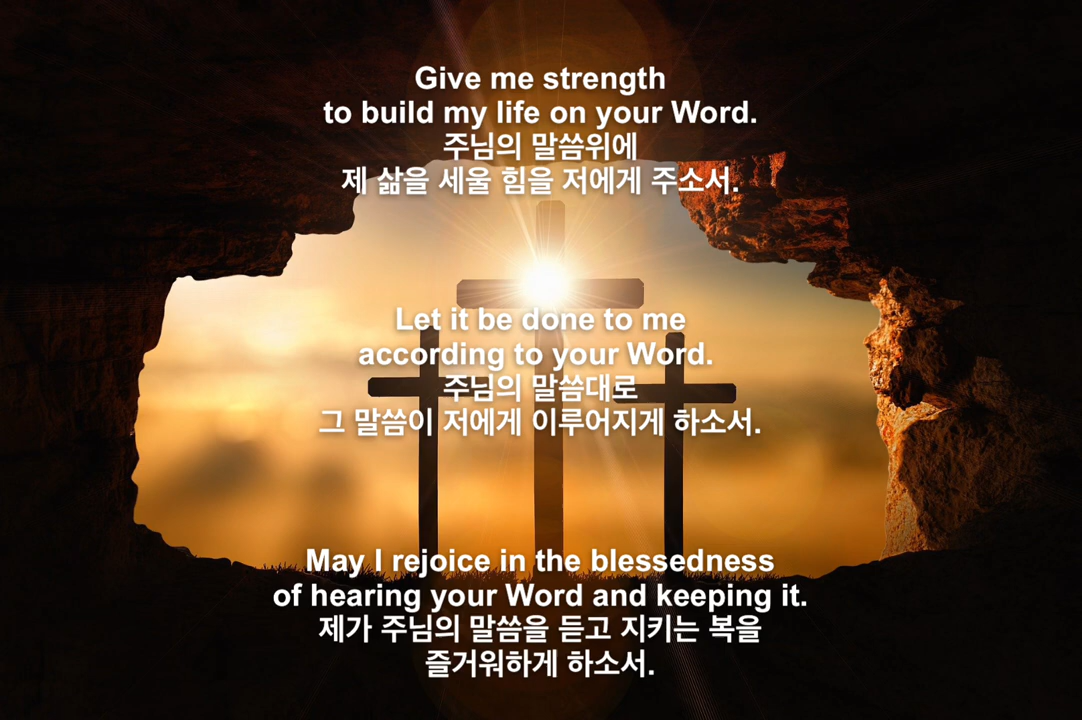 Give me strength
to build my life on your Word.
주님의 말씀위에
제 삶을 세울 힘을 저에게 주소서.
Let it be done to me
according to your Word.
주님의 말씀대로
그 말씀이 저에게 이루어지게 하소서.
May I rejoice in the blessedness
of hearing your Word and keeping it.
제가 주님의 말씀을 듣고 지키는 복을
즐거워하게 하소서.